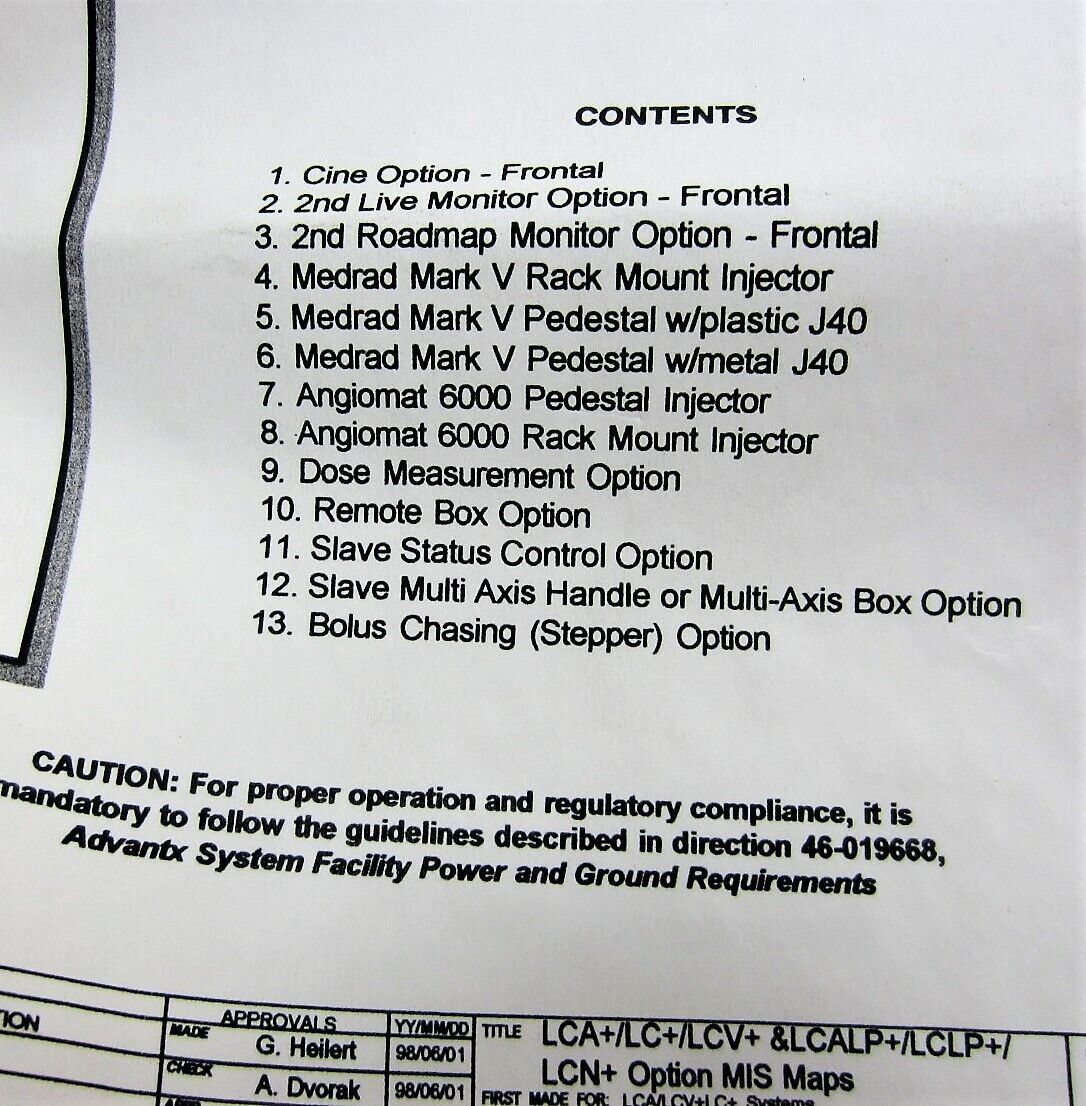 CONTENTS
1. Cine Option - Frontal
2. 2nd Live Monitor Option - Frontal
3. 2nd Roadmap Monitor Option - Frontal
4. Medrad Mark V Rack Mount Injector
5. Medrad Mark V Pedestal w/plastic J40
6. Medrad Mark V Pedestal w/metal J40
7. Angiomat 6000 Pedestal Injector
8. Angiomat 6000 Rack Mount Injector
9. Dose Measurement Option
10. Remote Box Option
11. Slave Status Control Option
12. Slave Multi Axis Handle or Multi-Axis Box Option
13. Bolus Chasing (Stepper) Option
CAUTION: For proper operation and regulatory compliance, it is
mandatory to follow the guidelines described in direction 46-019668,
Advantx System Facility Power and Ground Requirements
APPROVALS YY/MM/DD
MADE G. Heilert 98/06/01
CHECK A. Dvorak 98/06/01
TITLE LCA+/LC+/LCV+ &LCALP+/LCLP+/
LCN+ Option MIS Maps
FIRST MADE FOR: LCA/LCV+LC+ Systems